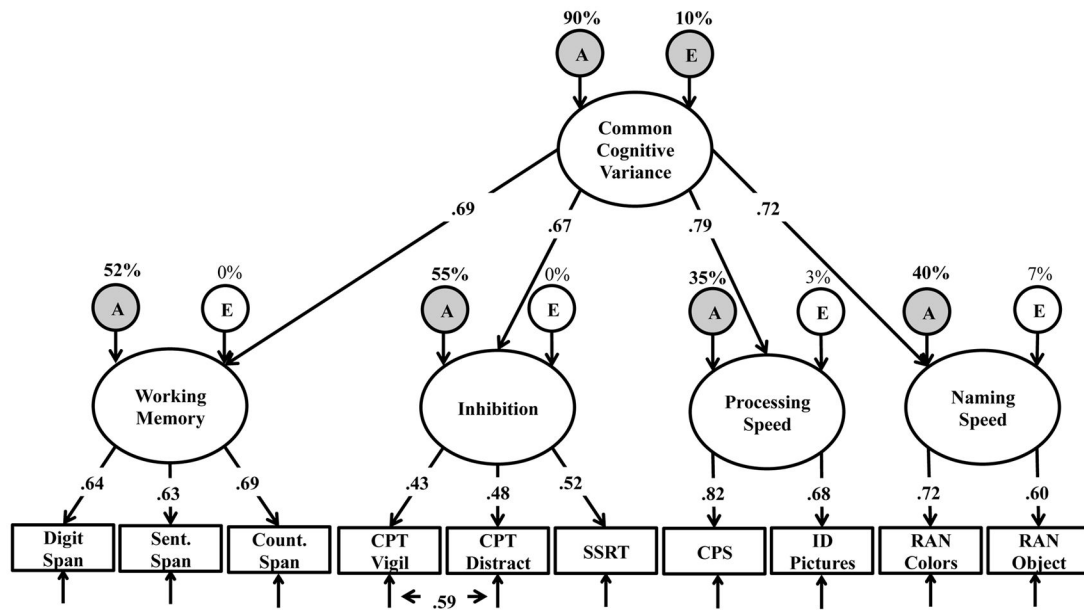 90% 10%
A E
Common
Cognitive
Variance
.69 .67 .79 .72
52% 0% 55% 0% 35% 3% 40% 7%
A E A E A E A E
Working
Memory
Inhibition
Processing
Speed
Naming
Speed
.64 .63 .69 .43 .48 .52 .82 .68 .72 .60
Digit
Span
Sent.
Span
Count.
Span
CPT
Vigil
CPT
Distract
SSRT
CPS
ID
Pictures
RAN
Colors
RAN
Object
.59